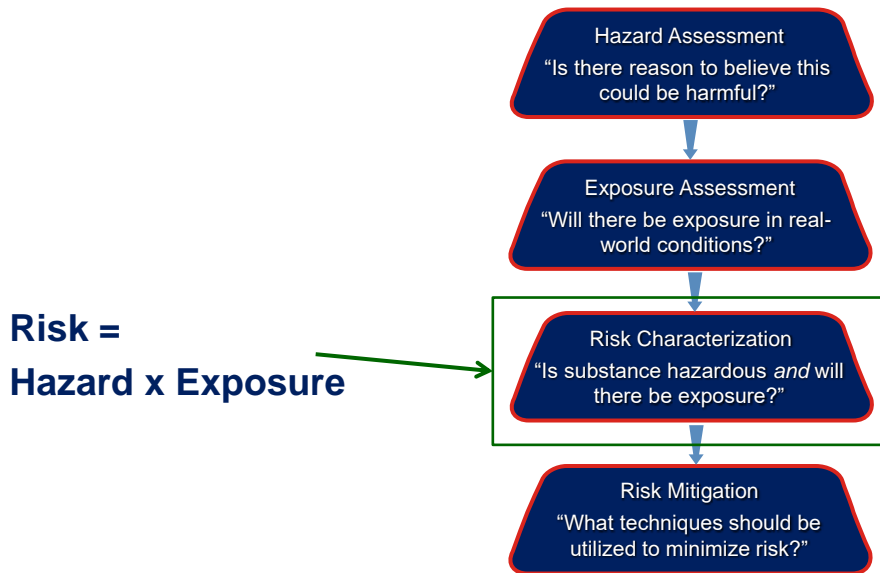 Hazard Assessment
“Is there reason to believe this
could be harmful?”
Exposure Assessment
“Will there be exposure in real-
world conditions?”
Risk =
Hazard x Exposure
Risk Characterization
“Is substance hazardous and will
there be exposure?”
Risk Mitigation
“What techniques should be
utilized to minimize risk?”